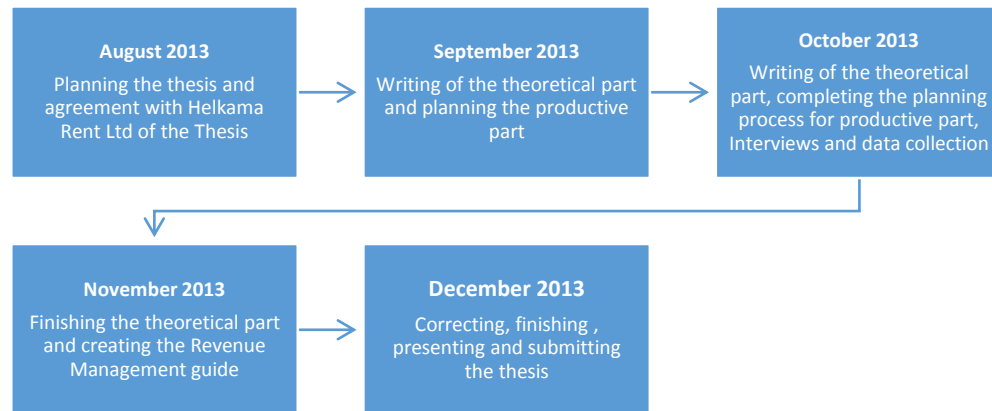 August 2013
Planning the thesis and
agreement with Helkama
Rent Ltd of the Thesis
September 2013
Writing of the theoretical part
and planning the productive
part
October 2013
Writing of the theoretical
part, completing the planning
process for productive part,
Interviews and data collection
November 2013
Finishing the theoretical part
and creating the Revenue
Management guide
December 2013
Correcting, finishing ,
presenting and submitting
the thesis